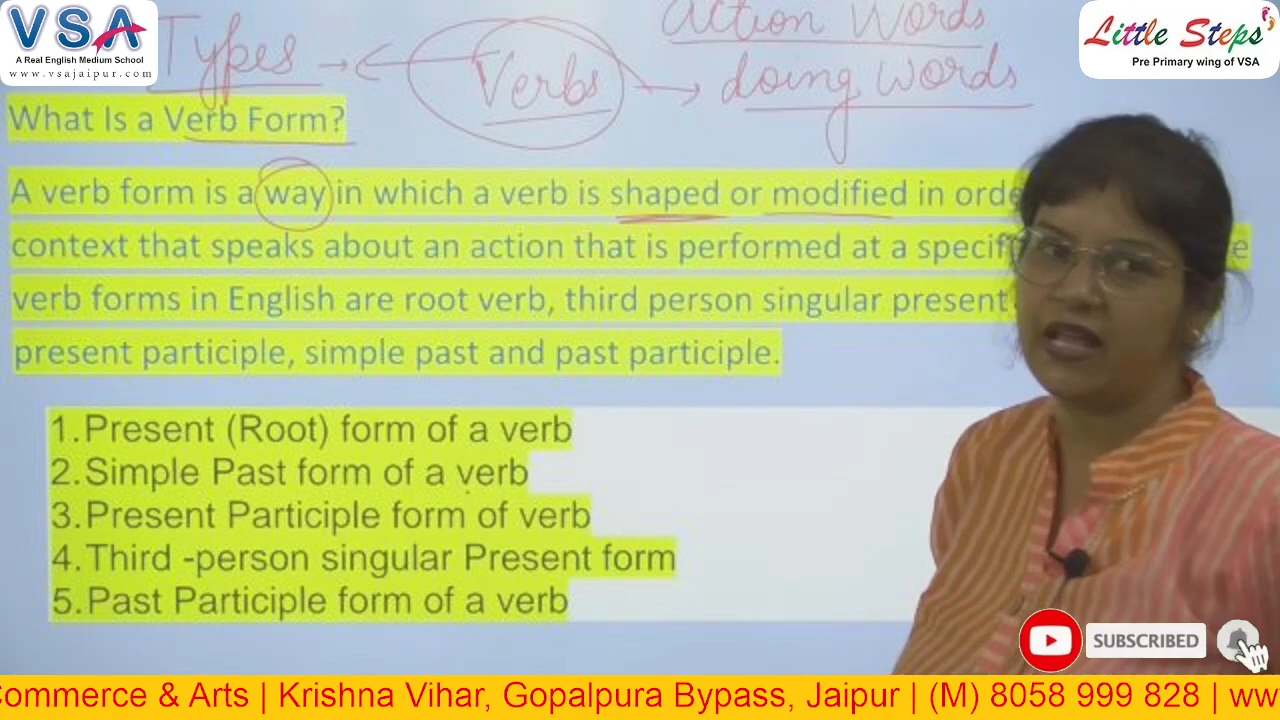 VSA
A Real English Medium School
www.vsajaipur.com
Types
Verbs
Action Words
doing words
Little Steps
Pre Primary wing of VSA
What Is a Verb Form?
A verb form is a way in which a verb is shaped or modified in
context that speaks about an action that is performed at a
verb forms in English are root verb, third person singular present
present participle, simple past and past participle.
1. Present (Root) form of a verb
2. Simple Past form of a verb
3. Present Participle form of verb
4. Third -person singular Present form
5. Past Participle form of a verb
SUBSCRIBED
Commerce & Arts | Krishna Vihar, Gopalpura Bypass, Jaipur | (M) 8058 999 828 |